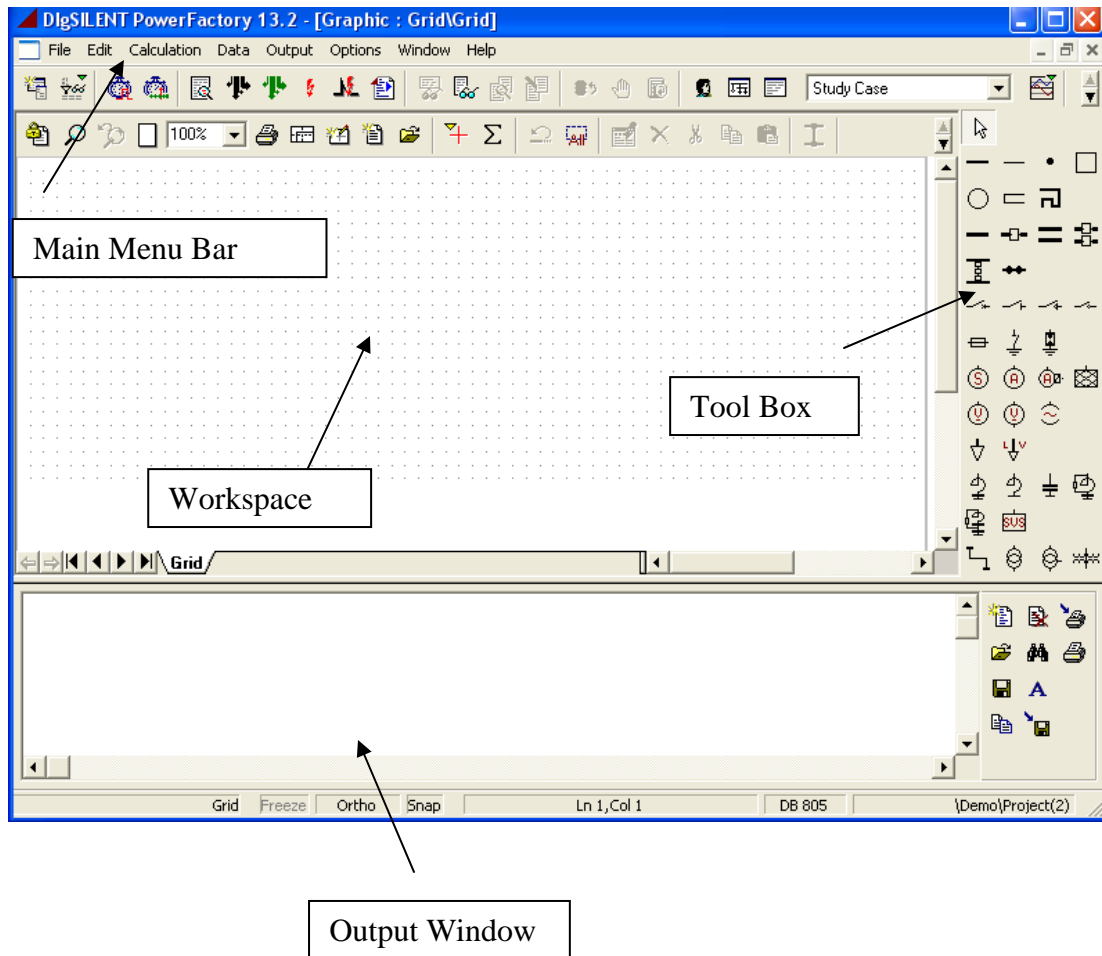 DIgSILENT PowerFactory 13.2 - [Graphic : Grid\Grid]
File Edit Calculation Data Output Options Window Help
Study Case
100%
Main Menu Bar
Tool Box
Workspace
SVS
Grid
Output Window
Grid Freeze Ortho Snap Ln 1,Col 1 DB 805 \Demo\Project(2)